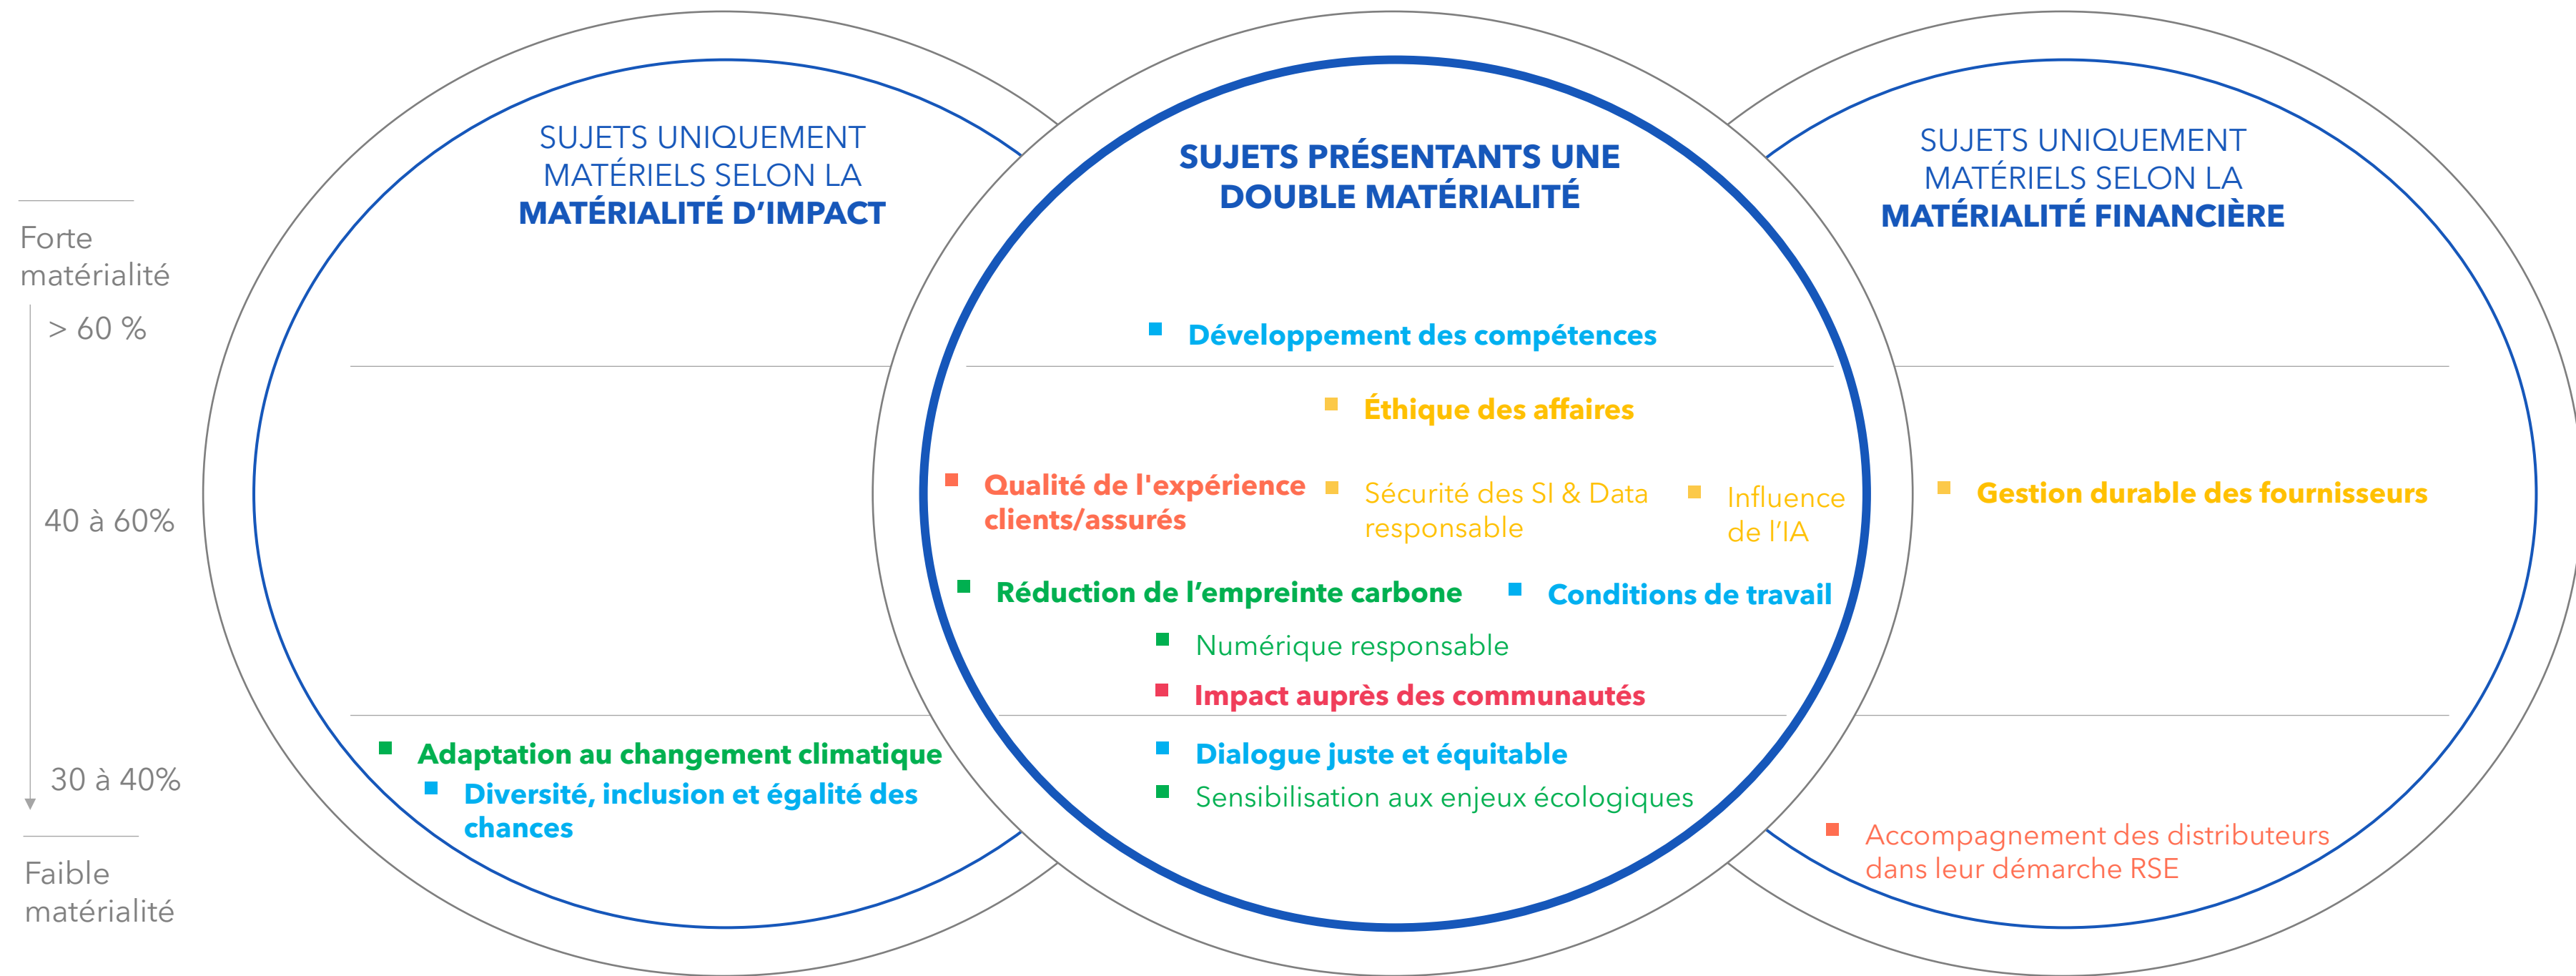 Forte
matérialité
> 60 %
40 à 60%
30 à 40%
Faible
matérialité
SUJETS UNIQUEMENT
MATÉRIELS SELON LA
MATÉRIALITÉ D’IMPACT
Adaptation au changement climatique
Diversité, inclusion et égalité des
chances
SUJETS PRÉSENTANTS UNE
DOUBLE MATÉRIALITÉ
Développement des compétences
Éthique des affaires
Qualité de l'expérience
clients/assurés
Sécurité des SI & Data
responsable
Influence
de l’IA
Réduction de l’empreinte carbone
Conditions de travail
Numérique responsable
Impact auprès des communautés
Dialogue juste et équitable
Sensibilisation aux enjeux écologiques
SUJETS UNIQUEMENT
MATÉRIELS SELON LA
MATÉRIALITÉ FINANCIÈRE
Gestion durable des fournisseurs
Accompagnement des distributeurs
dans leur démarche RSE